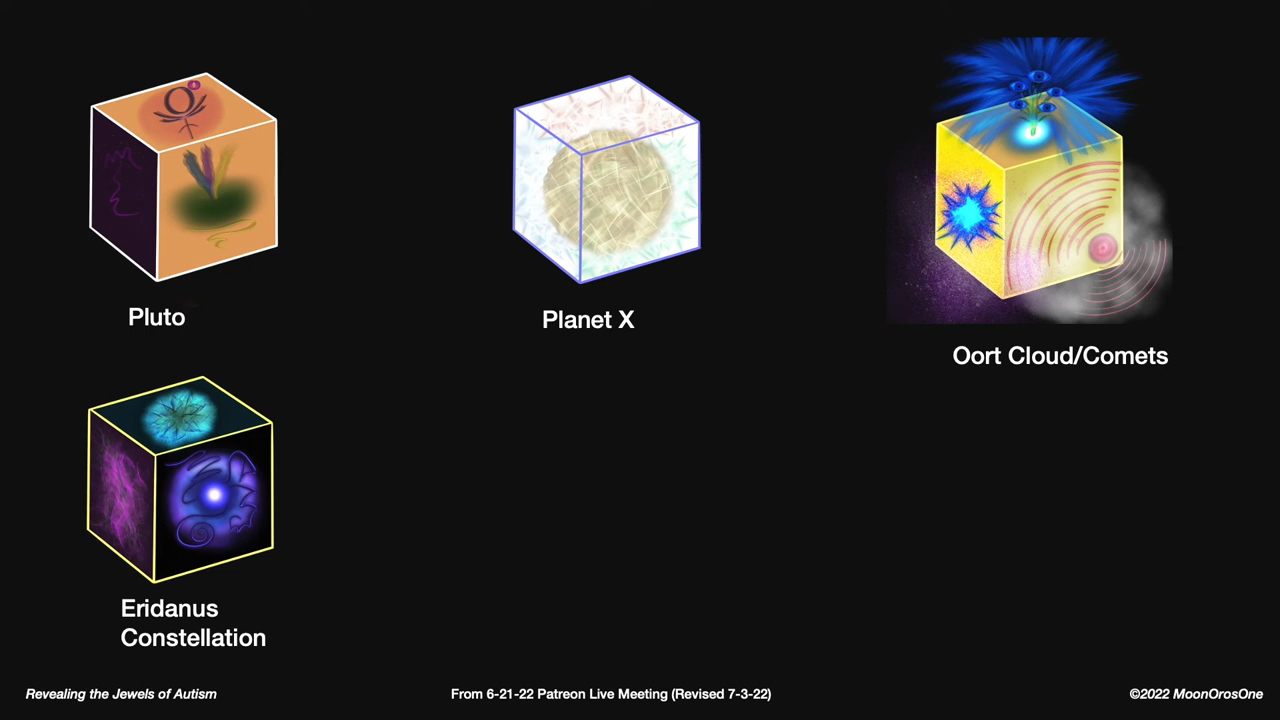 Pluto
Planet X
Oort Cloud/Comets
Eridanus
Constellation
Revealing the Jewels of Autism
From 6-21-22 Patreon Live Meeting (Revised 7-3-22)
©2022 MoonOrosOne